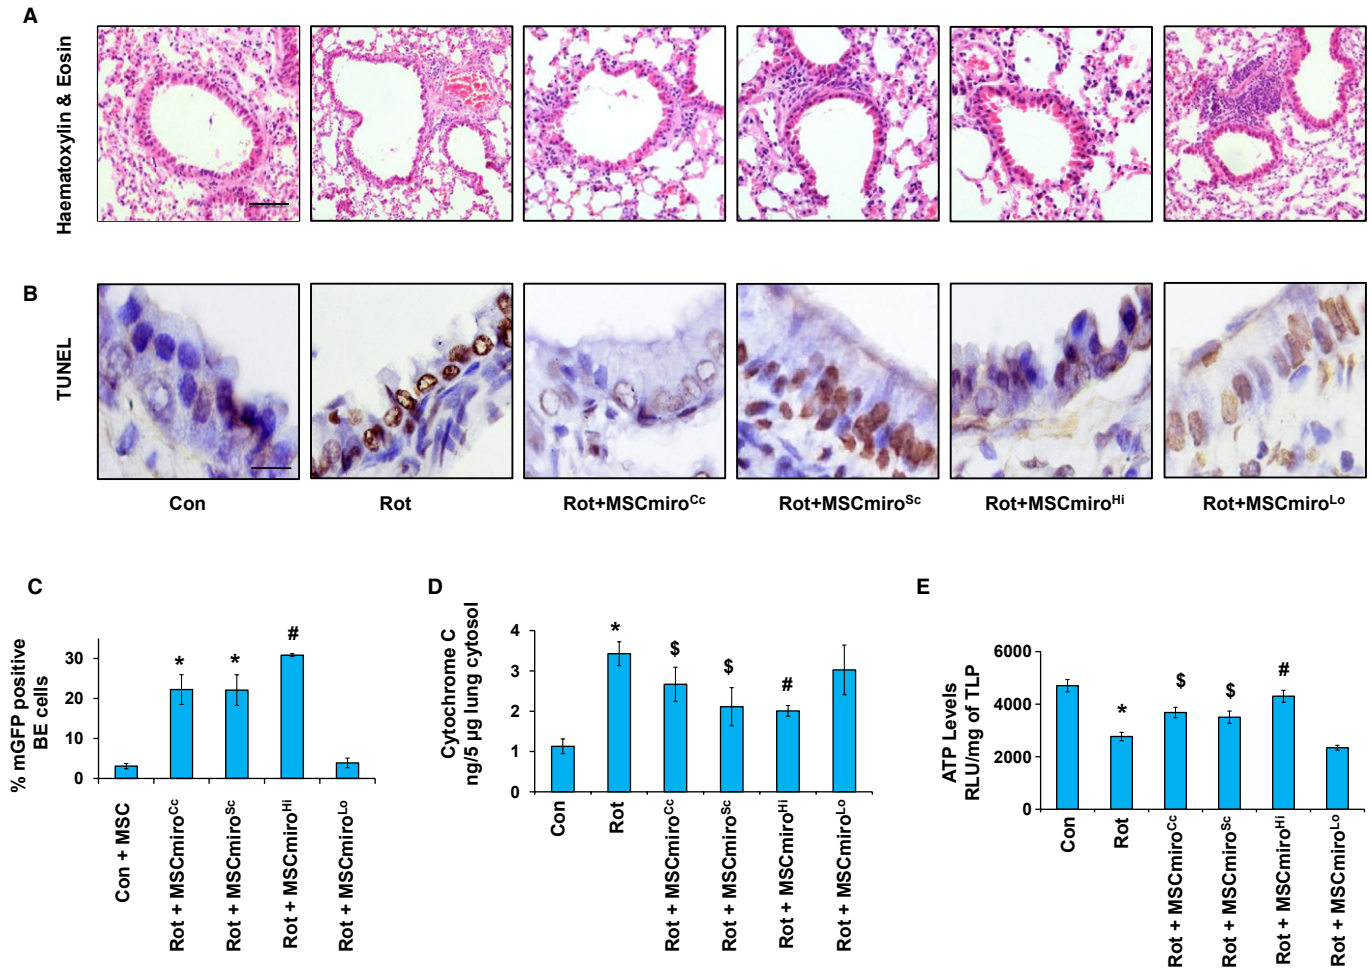 A
Haematoxylin & Eosin
B
TUNEL
Con
Rot
Rot+MSCmiroCc
Rot+MSCmiroSc
Rot+MSCmiroHi
Rot+MSCmiroLo
C
% mGFP positive
BE cells
30
20
10
0
*
*
#
Con + MSC
Rot + MSCmiroCc
Rot + MSCmiroSc
Rot + MSCmiroHi
Rot + MSCmiroLo
D
Cytochrome C
ng/5 µg lung cytosol
4
3
2
1
0
*
$
$
#
Con
Rot
Rot + MSCmiroCc
Rot + MSCmiroSc
Rot + MSCmiroHi
Rot + MSCmiroLo
E
ATP Levels
RLU/mg of TLP
6000
4000
2000
0
*
$
$
#
Con
Rot
Rot + MSCmiroCc
Rot + MSCmiroSc
Rot + MSCmiroHi
Rot + MSCmiroLo